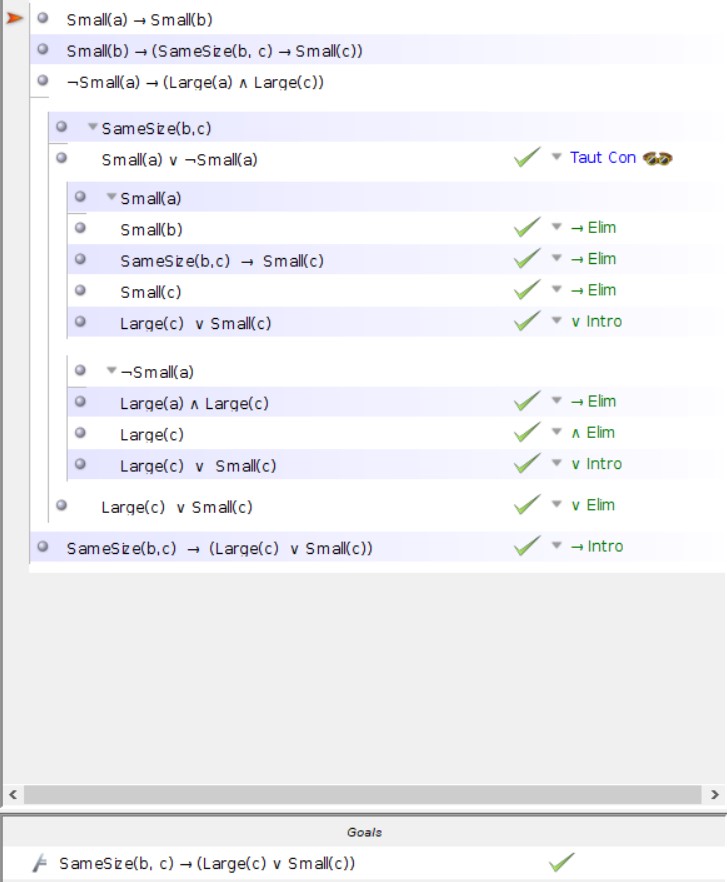 Small(a) → Small(b)
Small(b) → (SameSize(b, c) → Small(c))
¬Small(a) → (Large(a) ∧ Large(c))
SameSize(b,c)
Small(a) ∨ ¬Small(a) Taut Con
Small(a)
Small(b) → Elim
SameSize(b,c) → Small(c) → Elim
Small(c) → Elim
Large(c) ∨ Small(c) ∨ Intro
¬Small(a)
Large(a) ∧ Large(c) → Elim
Large(c) ∧ Elim
Large(c) ∨ Small(c) ∨ Intro
Large(c) ∨ Small(c) ∨ Elim
SameSize(b,c) → (Large(c) ∨ Small(c)) → Intro
Goals
SameSize(b, c) → (Large(c) ∨ Small(c))